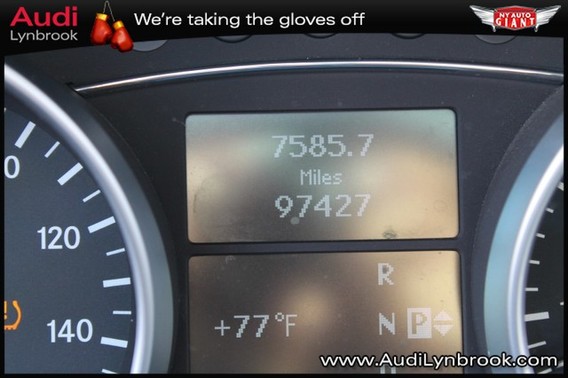 Audi
Lynbrook
We're taking the gloves off
NY AUTO
GIANT
7585.7
Miles
97427
120
140
R
+77°F
N P
www.AudiLynbrook.com